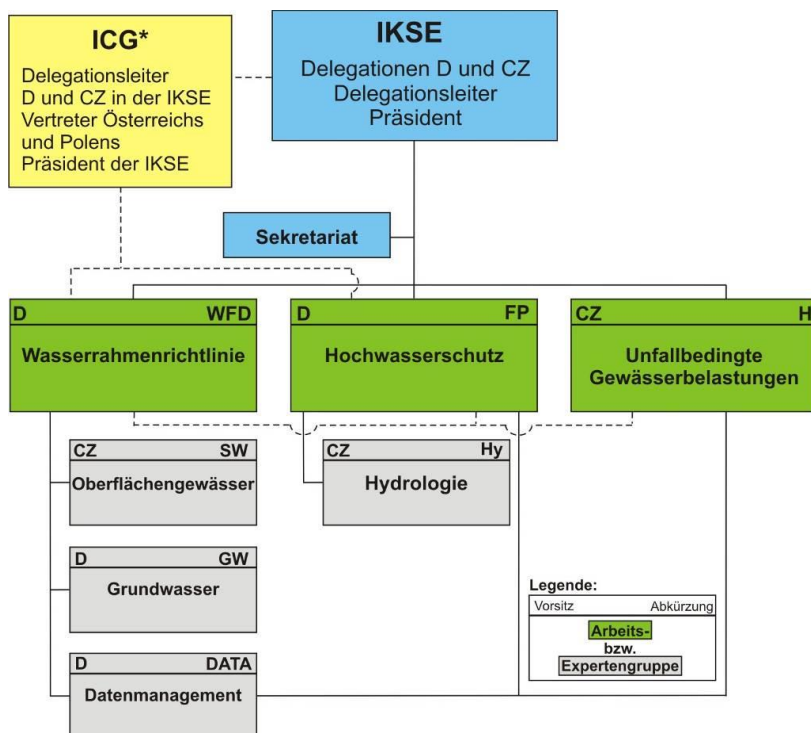 ICG*
Delegationsleiter
D und CZ in der IKSE
Vertreter Österreichs
und Polens
Präsident der IKSE
IKSE
Delegationen D und CZ
Delegationsleiter
Präsident
Sekretariat
D WFD
Wasserrahmenrichtlinie
D FP
Hochwasserschutz
CZ H
Unfallbedingte
Gewässerbelastungen
CZ SW
Oberflächengewässer
CZ Hy
Hydrologie
D GW
Grundwasser
D DATA
Datenmanagement
Legende:
Vorsitz Abkürzung
Arbeits-
bzw.
Expertengruppe